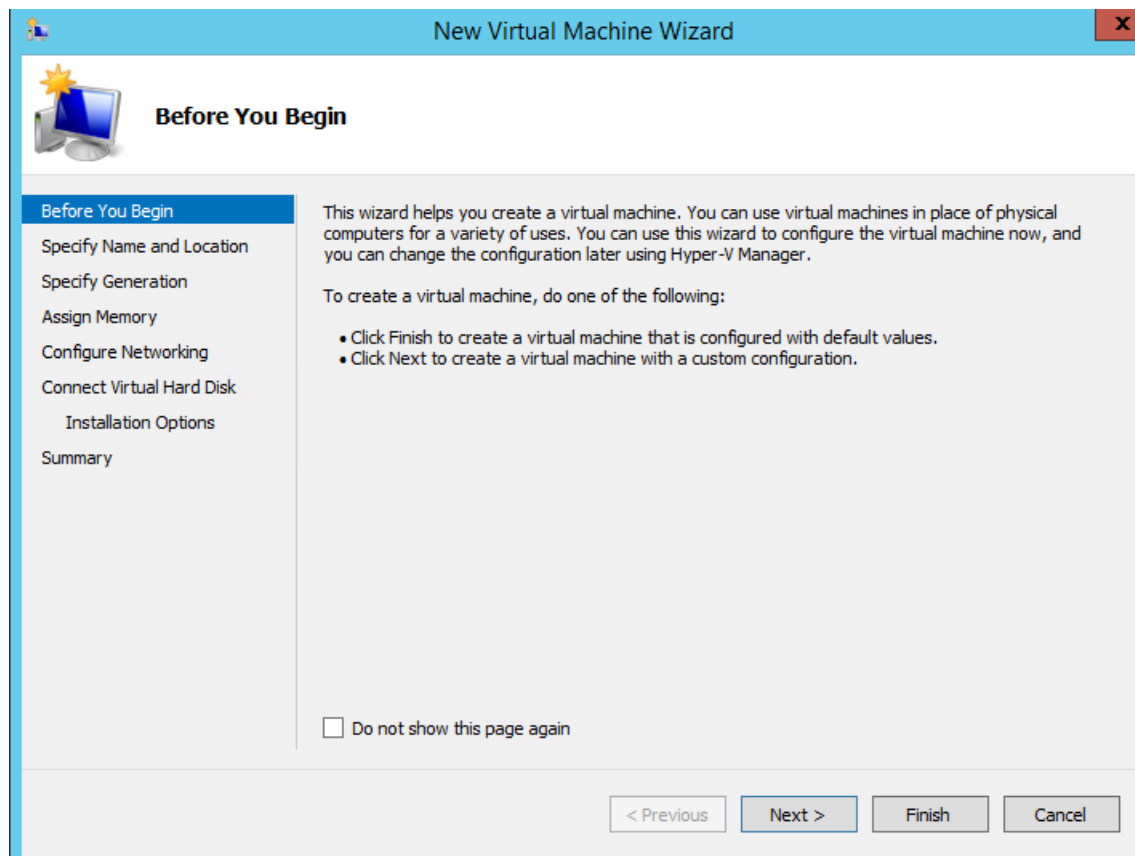 New Virtual Machine Wizard
x
Before You Begin
Before You Begin
Specify Name and Location
Specify Generation
Assign Memory
Configure Networking
Connect Virtual Hard Disk
Installation Options
Summary
This wizard helps you create a virtual machine. You can use virtual machines in place of physical
computers for a variety of uses. You can use this wizard to configure the virtual machine now, and
you can change the configuration later using Hyper-V Manager.
To create a virtual machine, do one of the following:
• Click Finish to create a virtual machine that is configured with default values.
• Click Next to create a virtual machine with a custom configuration.
Do not show this page again
< Previous
Next >
Finish
Cancel